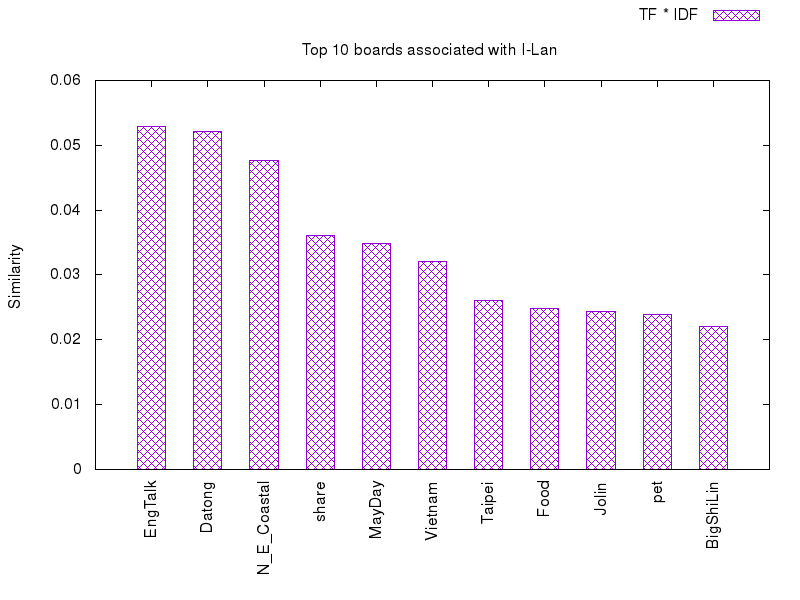 TF * IDF
Top 10 boards associated with I-Lan
0.06
0.05
0.04
0.03
0.02
0.01
0
Similarity
EngTalk
Datong
N_E_Coastal
share
MayDay
Vietnam
Taipei
Food
Jolin
pet
BigShiLin